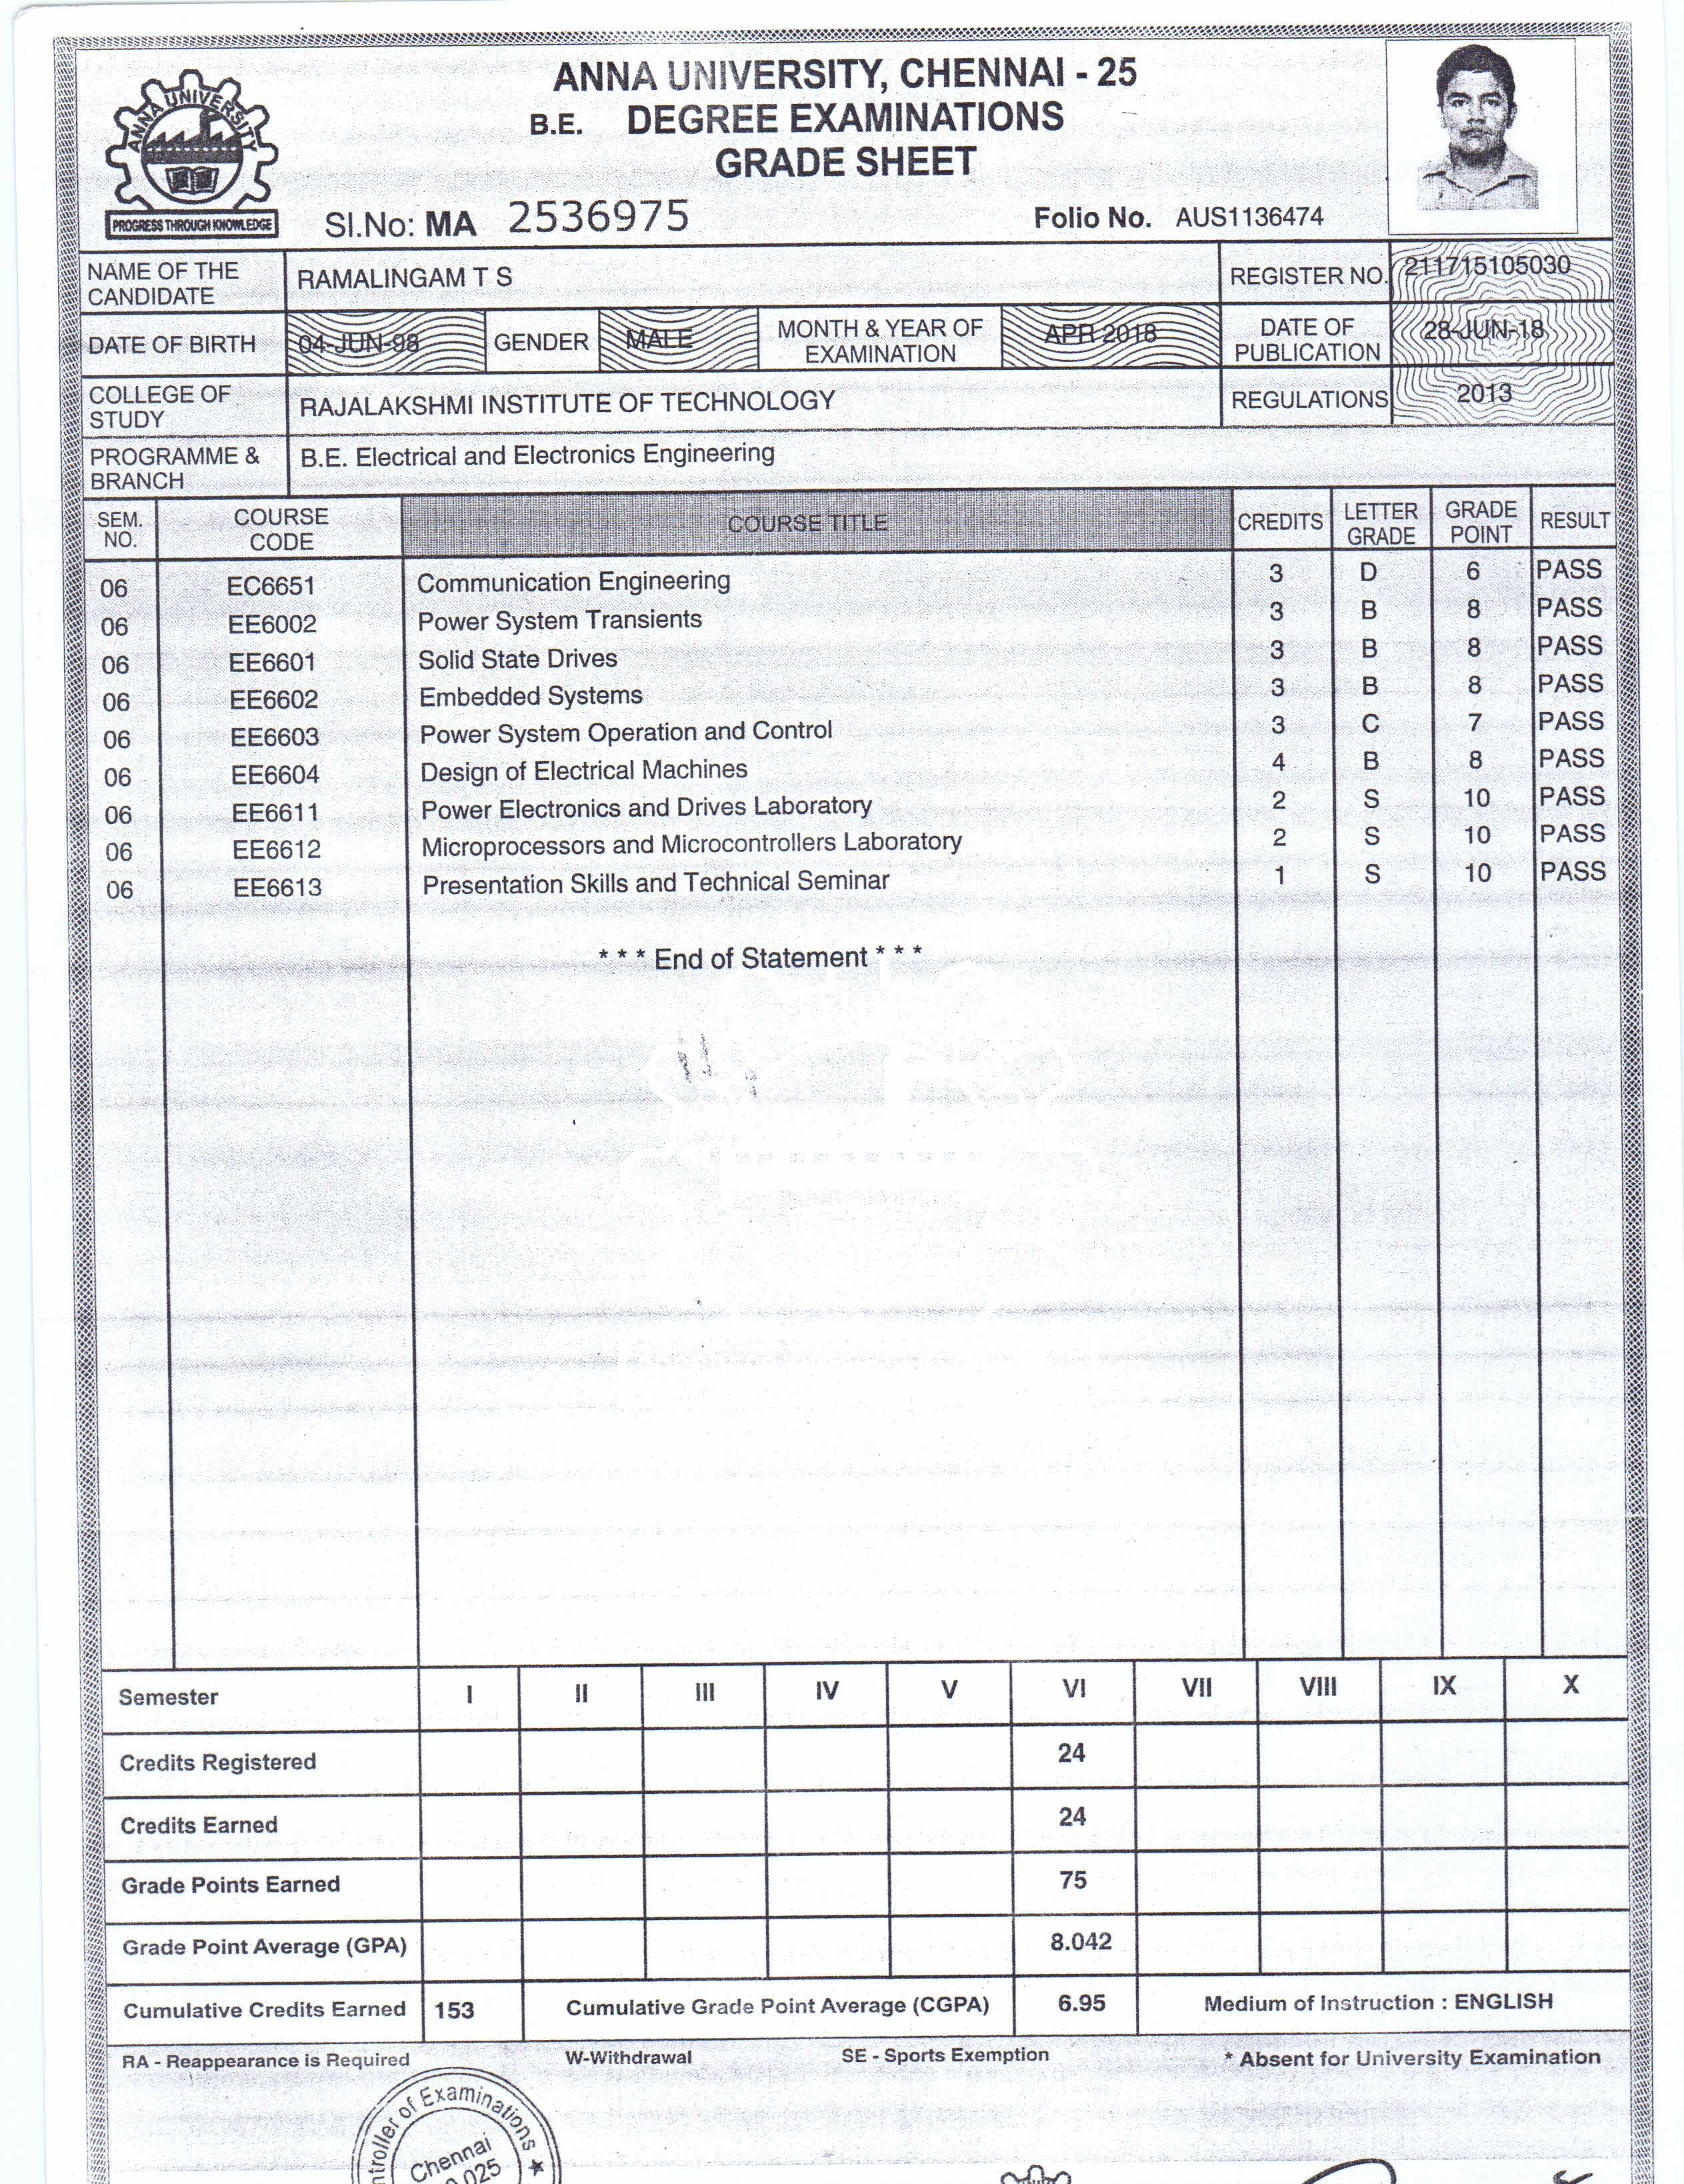 ANNA UNIVERSITY, CHENNAI - 25
B.E. DEGREE EXAMINATIONS
GRADE SHEET
ANNA UNIVERSITY
PROGRESS THROUGH KNOWLEDGE
Sl.No: MA 2536975 Folio No. AUS1136474
NAME OF THE CANDIDATE RAMALINGAM T S REGISTER NO. 211715105030
DATE OF BIRTH 04-JUN-98 GENDER MALE MONTH & YEAR OF EXAMINATION APR 2018 DATE OF PUBLICATION 28-JUN-18
COLLEGE OF STUDY RAJALAKSHMI INSTITUTE OF TECHNOLOGY REGULATIONS 2013
PROGRAMME & BRANCH B.E. Electrical and Electronics Engineering
SEM. NO. COURSE CODE COURSE TITLE CREDITS LETTER GRADE GRADE POINT RESULT
06 EC6651 Communication Engineering 3 D 6 PASS
06 EE6002 Power System Transients 3 B 8 PASS
06 EE6601 Solid State Drives 3 B 8 PASS
06 EE6602 Embedded Systems 3 B 8 PASS
06 EE6603 Power System Operation and Control 3 C 7 PASS
06 EE6604 Design of Electrical Machines 4 B 8 PASS
06 EE6611 Power Electronics and Drives Laboratory 2 S 10 PASS
06 EE6612 Microprocessors and Microcontrollers Laboratory 2 S 10 PASS
06 EE6613 Presentation Skills and Technical Seminar 1 S 10 PASS
* * * End of Statement * * *
Semester I II III IV V VI VII VIII IX X
Credits Registered 24
Credits Earned 24
Grade Points Earned 75
Grade Point Average (GPA) 8.042
Cumulative Credits Earned 153 Cumulative Grade Point Average (CGPA) 6.95 Medium of Instruction : ENGLISH
RA - Reappearance is Required W-Withdrawal SE - Sports Exemption * Absent for University Examination
of Examinations
Chennai
025